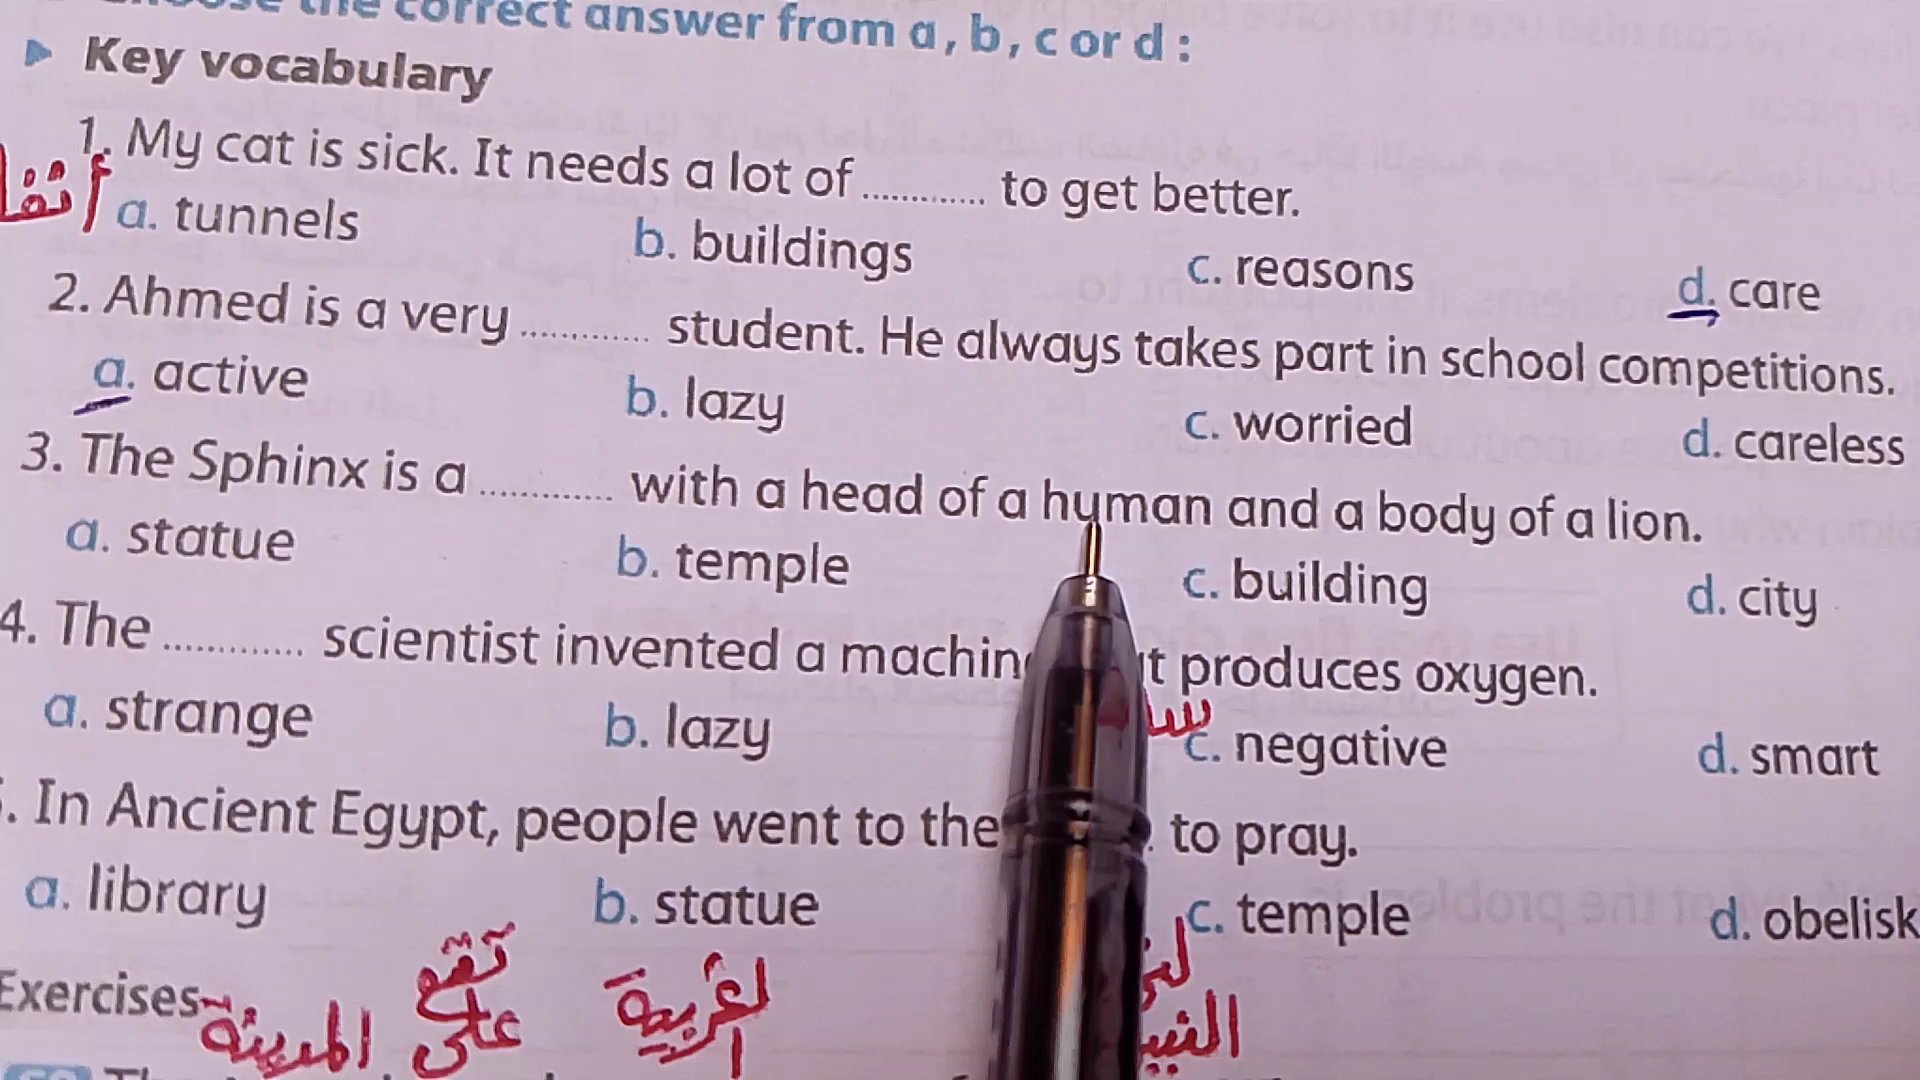 the correct answer from a, b, c or d :
Key vocabulary
1. My cat is sick. It needs a lot of ............ to get better.
a. tunnels b. buildings c. reasons d. care
2. Ahmed is a very ............ student. He always takes part in school competitions.
a. active b. lazy c. worried d. careless
3. The Sphinx is a ............ with a head of a human and a body of a lion.
a. statue b. temple c. building d. city
4. The ............ scientist invented a machine produces oxygen.
a. strange b. lazy c. negative d. smart
. In Ancient Egypt, people went to the . to pray.
a. library b. statue c. temple d. obelisk
Exercises
المدينة تقع على